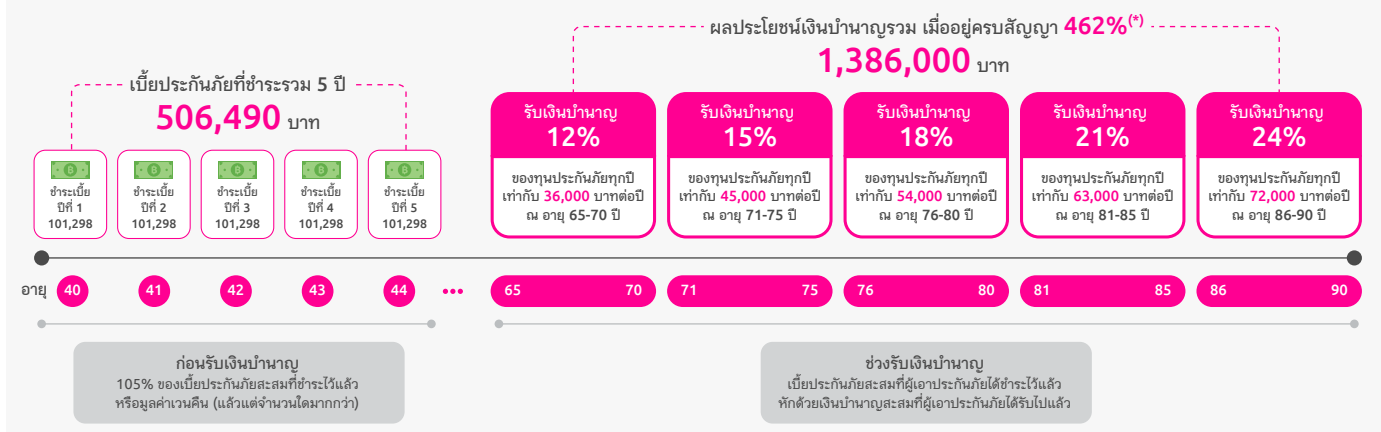 ผลประโยชน์เงินบำนาญรวม เมื่ออยู่ครบสัญญา 462%(*)
1,386,000 บาท
เบี้ยประกันภัยที่ชำระรวม 5 ปี
506,490 บาท
ชำระเบี้ย
ปีที่ 1
101,298
ชำระเบี้ย
ปีที่ 2
101,298
ชำระเบี้ย
ปีที่ 3
101,298
ชำระเบี้ย
ปีที่ 4
101,298
ชำระเบี้ย
ปีที่ 5
101,298
รับเงินบำนาญ
12%
ของทุนประกันภัยทุกปี
เท่ากับ 36,000 บาทต่อปี
ณ อายุ 65-70 ปี
รับเงินบำนาญ
15%
ของทุนประกันภัยทุกปี
เท่ากับ 45,000 บาทต่อปี
ณ อายุ 71-75 ปี
รับเงินบำนาญ
18%
ของทุนประกันภัยทุกปี
เท่ากับ 54,000 บาทต่อปี
ณ อายุ 76-80 ปี
รับเงินบำนาญ
21%
ของทุนประกันภัยทุกปี
เท่ากับ 63,000 บาทต่อปี
ณ อายุ 81-85 ปี
รับเงินบำนาญ
24%
ของทุนประกันภัยทุกปี
เท่ากับ 72,000 บาทต่อปี
ณ อายุ 86-90 ปี
อายุ 40 41 42 43 44 ••• 65 70 71 75 76 80 81 85 86 90
ก่อนรับเงินบำนาญ
105% ของเบี้ยประกันภัยสะสมที่ชำระไว้แล้ว
หรือมูลค่าเวนคืน (แล้วแต่จำนวนใดมากกว่า)
ช่วงรับเงินบำนาญ
เบี้ยประกันภัยสะสมที่ผู้เอาประกันภัยได้ชำระไว้แล้ว
หักด้วยเงินบำนาญสะสมที่ผู้เอาประกันภัยได้รับไปแล้ว